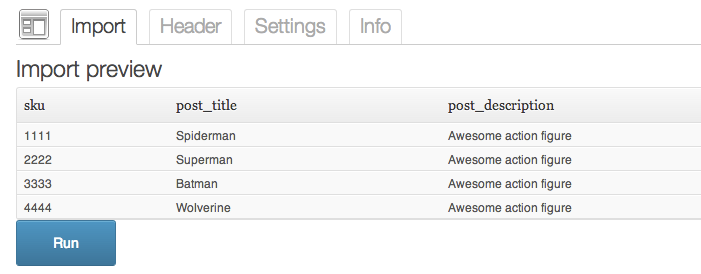 Import Header Settings Info
Import preview
sku post_title post_description
1111 Spiderman Awesome action figure
2222 Superman Awesome action figure
3333 Batman Awesome action figure
4444 Wolverine Awesome action figure
Run